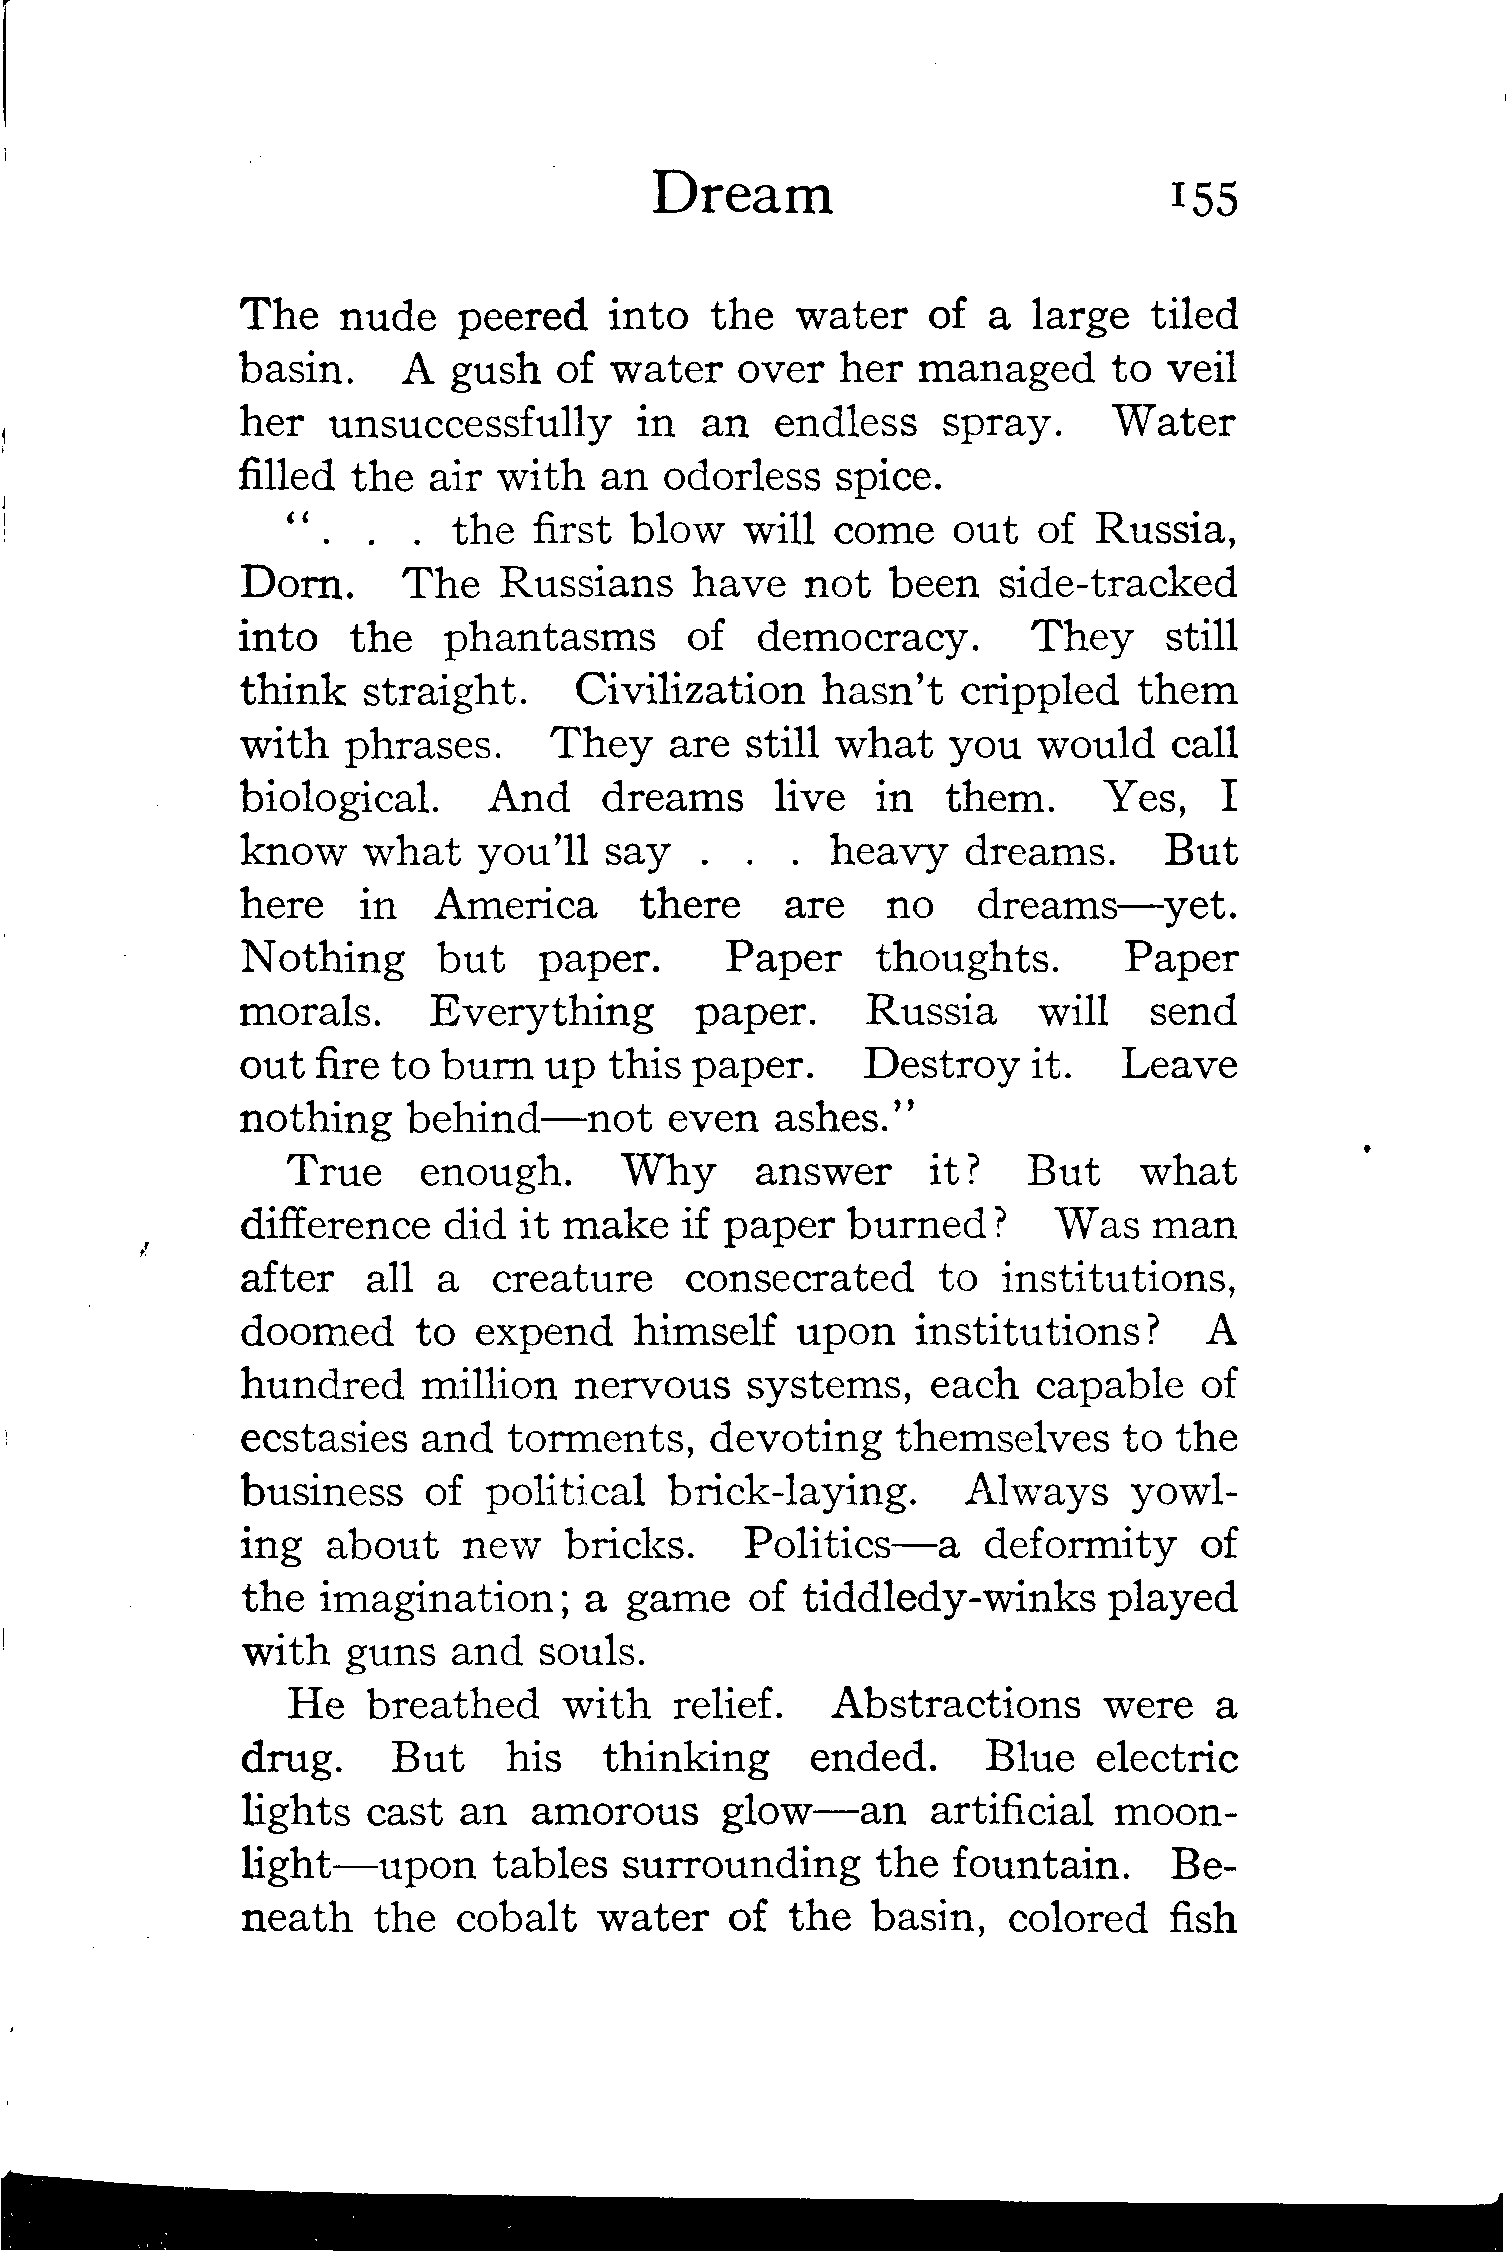 Dream 155
The nude peered into the water of a large tiled
basin. A gush of water over her managed to veil
her unsuccessfully in an endless spray. Water
filled the air with an odorless spice.
". . . the first blow will come out of Russia,
Dorn. The Russians have not been side-tracked
into the phantasms of democracy. They still
think straight. Civilization hasn't crippled them
with phrases. They are still what you would call
biological. And dreams live in them. Yes, I
know what you'll say . . . heavy dreams. But
here in America there are no dreams—yet.
Nothing but paper. Paper thoughts. Paper
morals. Everything paper. Russia will send
out fire to burn up this paper. Destroy it. Leave
nothing behind—not even ashes."
True enough. Why answer it? But what
difference did it make if paper burned? Was man
after all a creature consecrated to institutions,
doomed to expend himself upon institutions? A
hundred million nervous systems, each capable of
ecstasies and torments, devoting themselves to the
business of political brick-laying. Always yowl-
ing about new bricks. Politics—a deformity of
the imagination; a game of tiddledy-winks played
with guns and souls.
He breathed with relief. Abstractions were a
drug. But his thinking ended. Blue electric
lights cast an amorous glow—an artificial moon-
light—upon tables surrounding the fountain. Be-
neath the cobalt water of the basin, colored fish